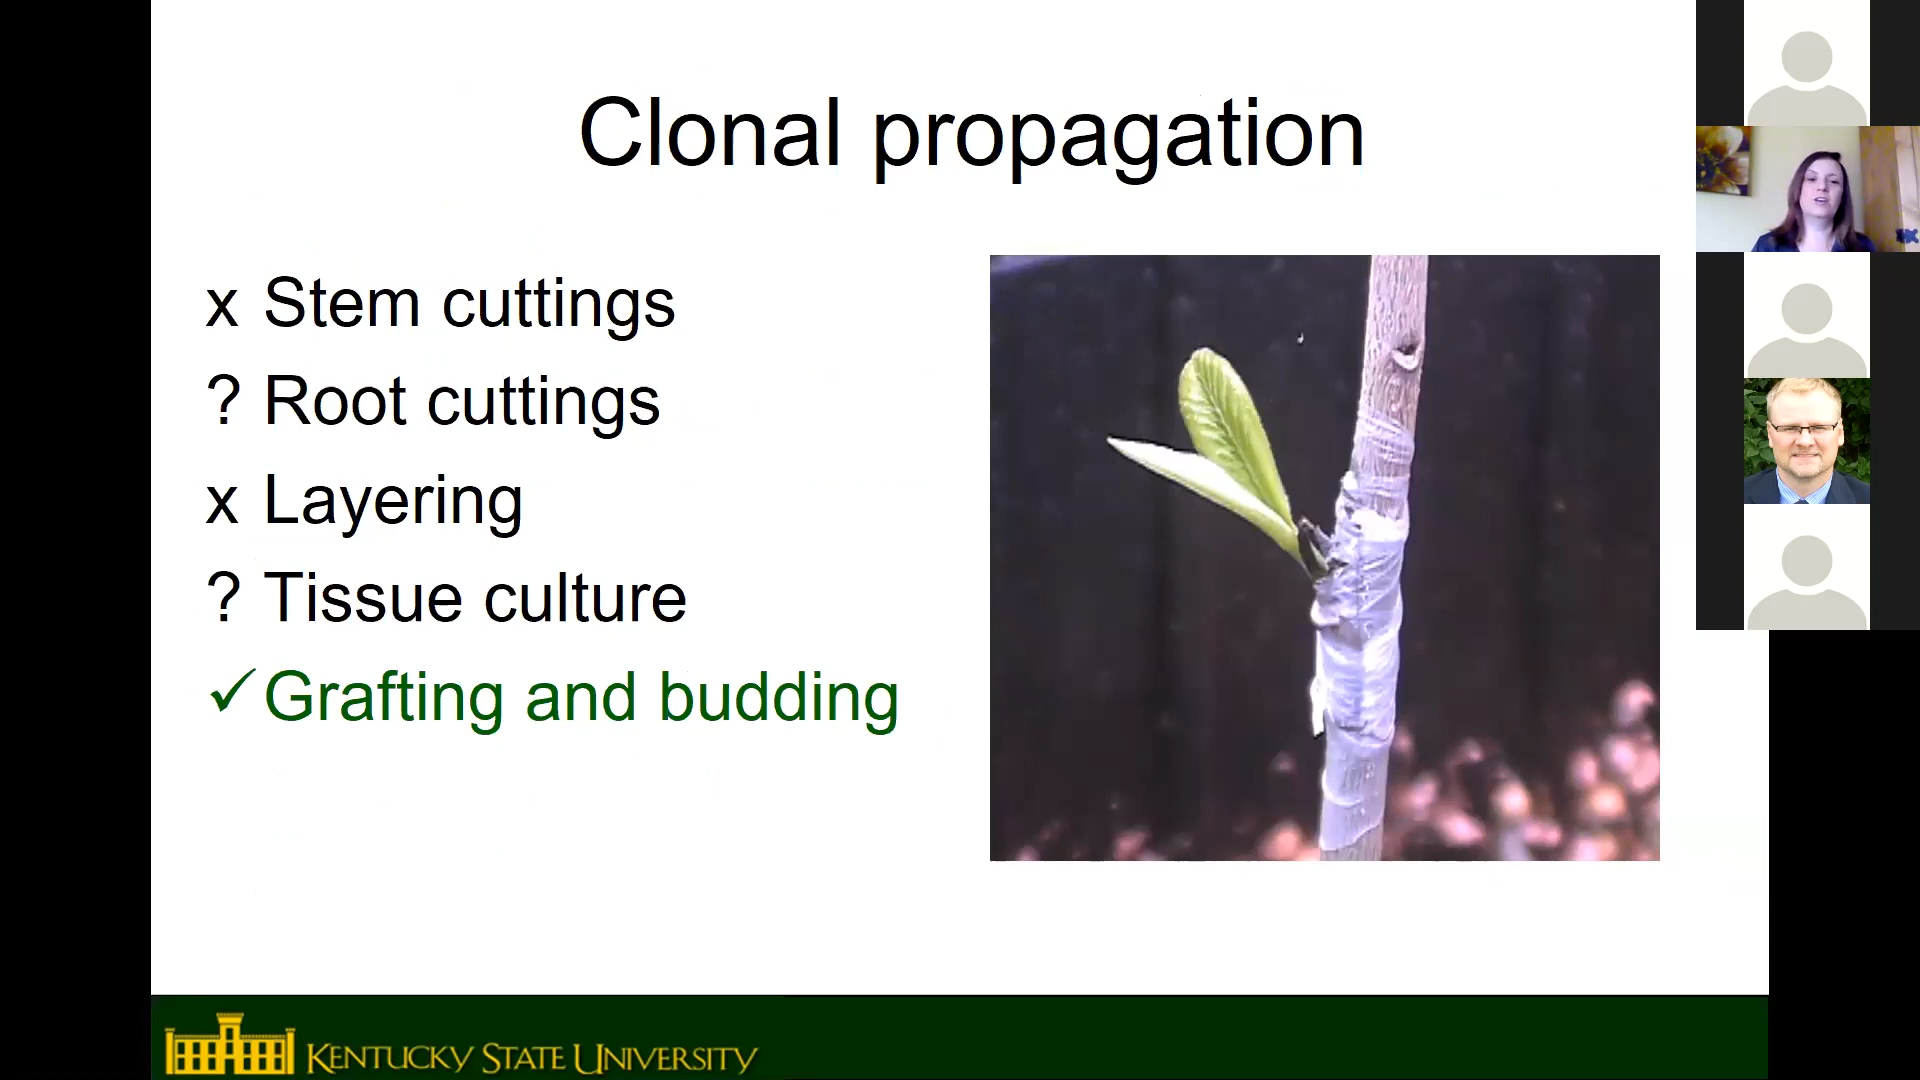 Clonal propagation
x Stem cuttings
? Root cuttings
x Layering
? Tissue culture
✓ Grafting and budding
KENTUCKY STATE UNIVERSITY